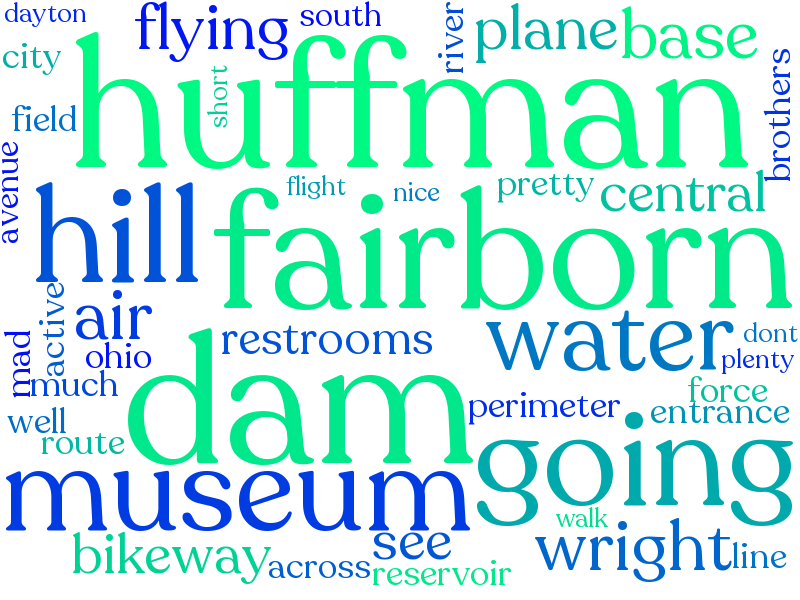 dayton
flying
south
river
plane
base
city
huffman
short
brothers
field
avenue
hill
flight
nice
pretty
central
fairborn
active
air
restrooms
water
dont
mad
ohio
plenty
much
dam
force
perimeter
entrance
well
route
going
museum
walk
bikeway
see
wright
line
across
reservoir